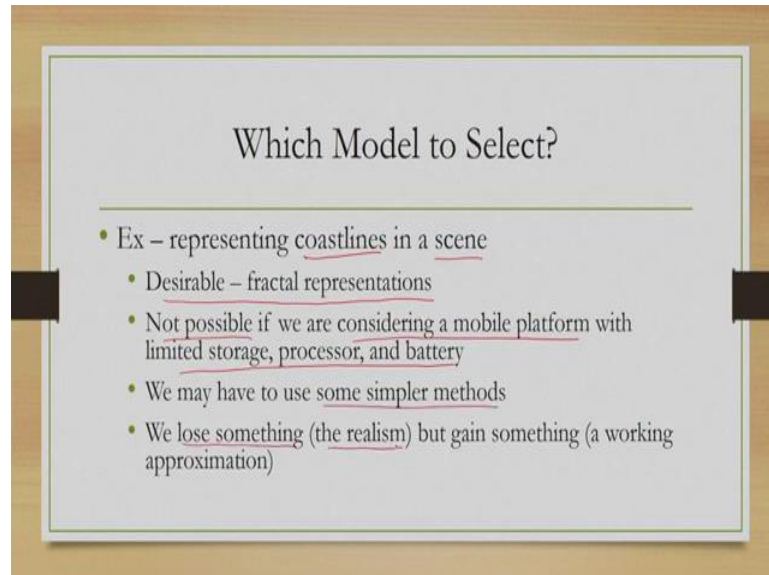 Which Model to Select?
• Ex – representing coastlines in a scene
• Desirable – fractal representations
• Not possible if we are considering a mobile platform with
limited storage, processor, and battery
• We may have to use some simpler methods
• We lose something (the realism) but gain something (a working
approximation)